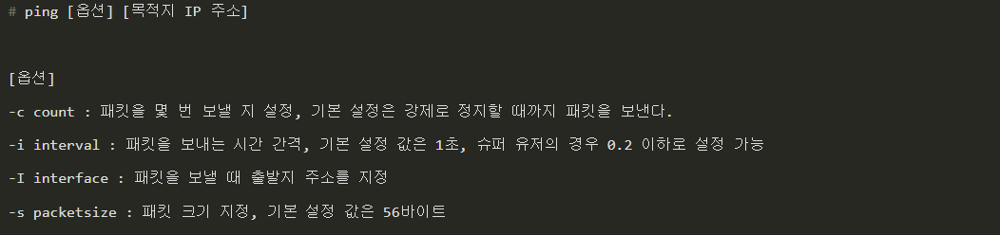 # ping [옵션] [목적지 IP 주소]
[옵션]
-c count : 패킷을 몇 번 보낼 지 설정, 기본 설정은 강제로 정지할 때까지 패킷을 보낸다.
-i interval : 패킷을 보내는 시간 간격, 기본 설정 값은 1초, 슈퍼 유저의 경우 0.2 이하로 설정 가능
-I interface : 패킷을 보낼 때 출발지 주소를 지정
-s packetsize : 패킷 크기 지정, 기본 설정 값은 56바이트